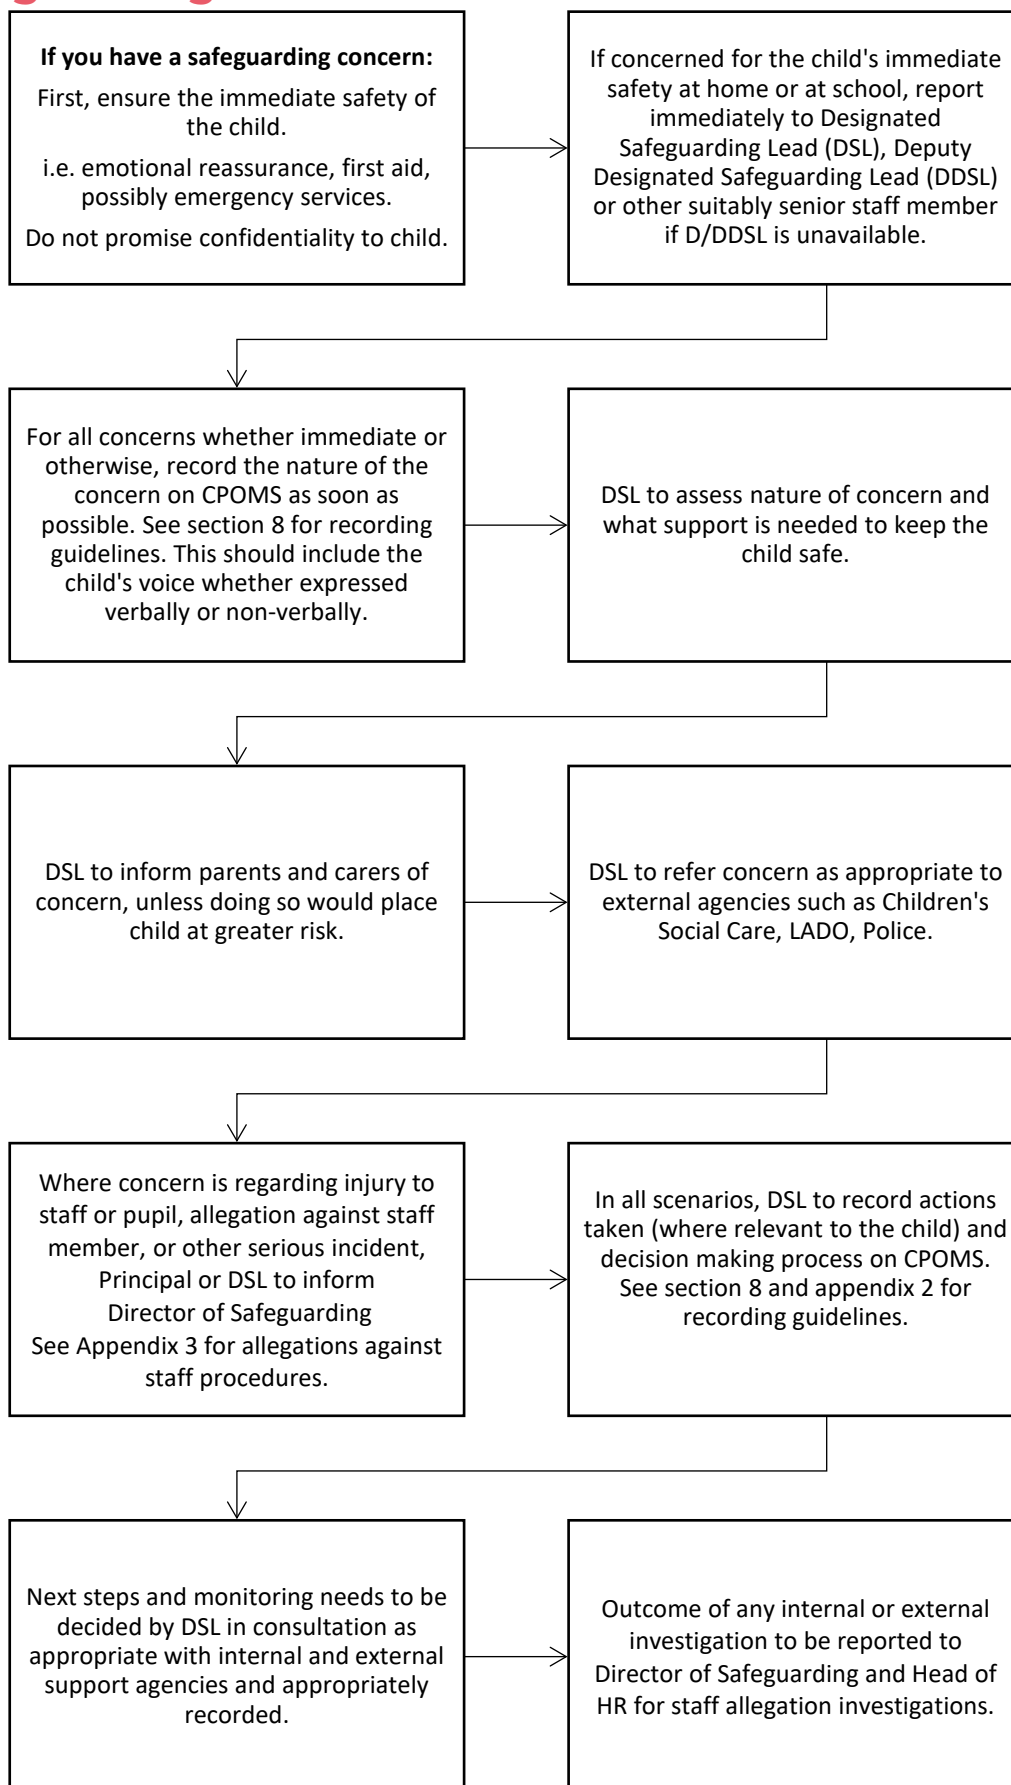 If you have a safeguarding concern:
First, ensure the immediate safety of
the child.
i.e. emotional reassurance, first aid,
possibly emergency services.
Do not promise confidentiality to child.
If concerned for the child's immediate
safety at home or at school, report
immediately to Designated
Safeguarding Lead (DSL), Deputy
Designated Safeguarding Lead (DDSL)
or other suitably senior staff member
if D/DDSL is unavailable.
For all concerns whether immediate or
otherwise, record the nature of the
concern on CPOMS as soon as
possible. See section 8 for recording
guidelines. This should include the
child's voice whether expressed
verbally or non-verbally.
DSL to assess nature of concern and
what support is needed to keep the
child safe.
DSL to inform parents and carers of
concern, unless doing so would place
child at greater risk.
DSL to refer concern as appropriate to
external agencies such as Children's
Social Care, LADO, Police.
Where concern is regarding injury to
staff or pupil, allegation against staff
member, or other serious incident,
Principal or DSL to inform
Director of Safeguarding
See Appendix 3 for allegations against
staff procedures.
In all scenarios, DSL to record actions
taken (where relevant to the child) and
decision making process on CPOMS.
See section 8 and appendix 2 for
recording guidelines.
Next steps and monitoring needs to be
decided by DSL in consultation as
appropriate with internal and external
support agencies and appropriately
recorded.
Outcome of any internal or external
investigation to be reported to
Director of Safeguarding and Head of
HR for staff allegation investigations.